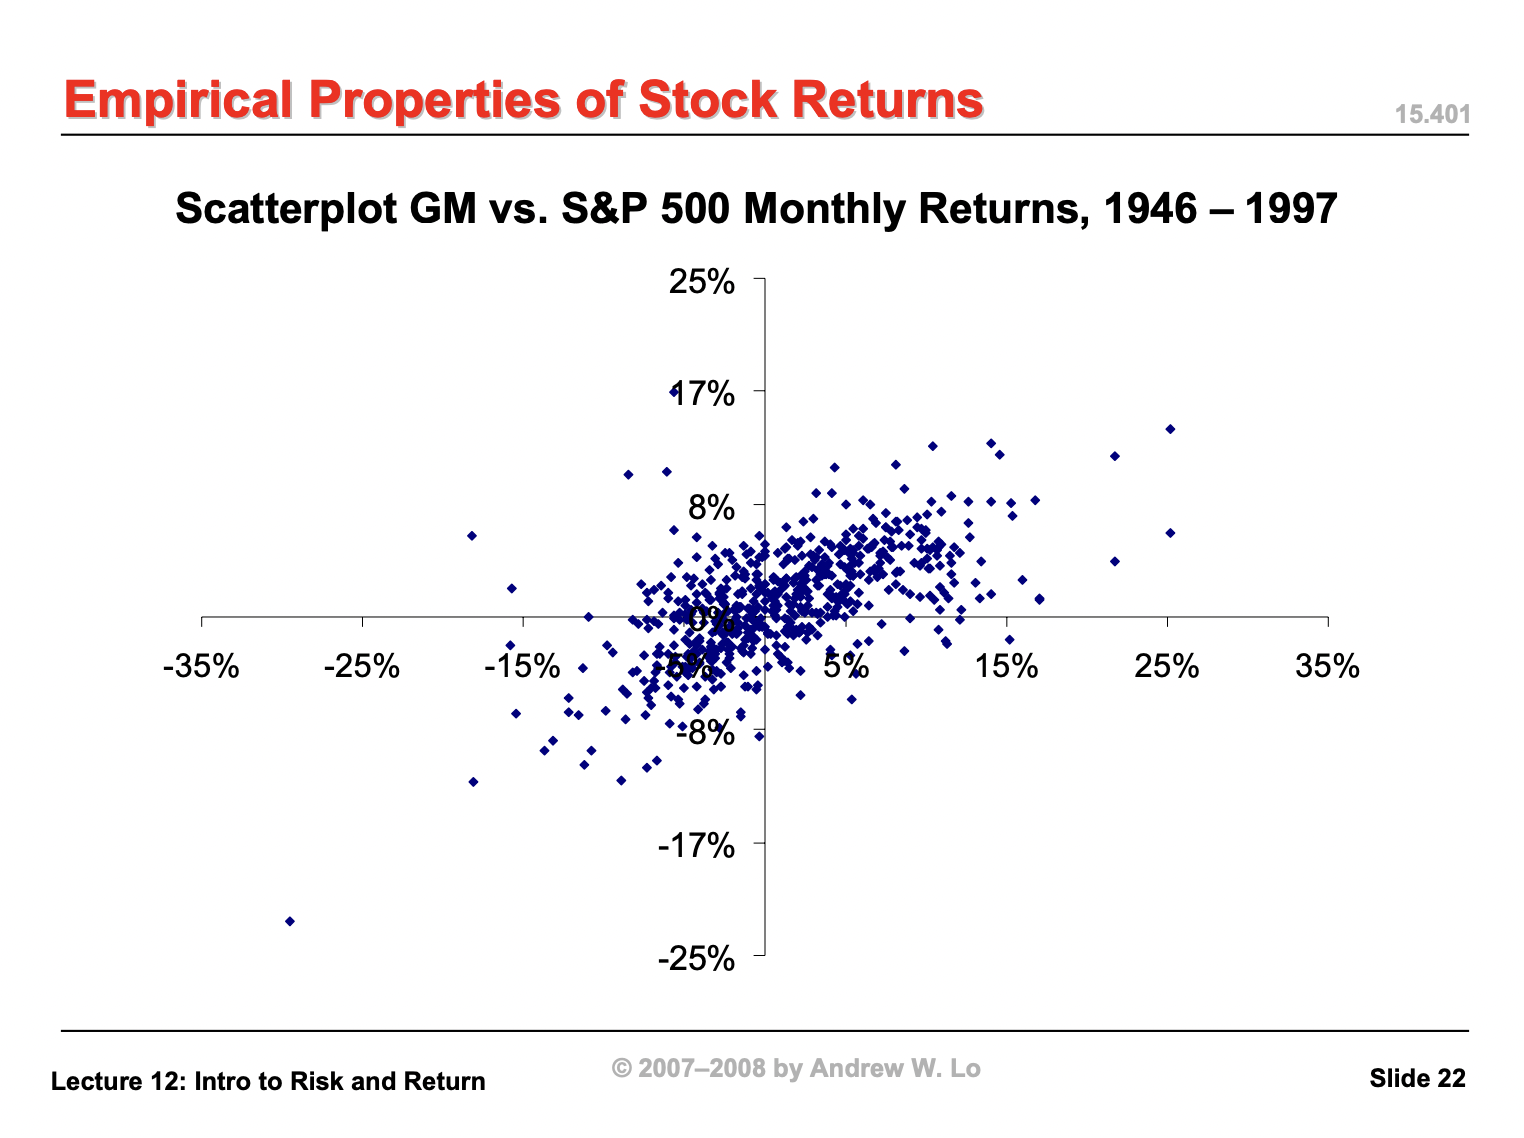 Empirical Properties of Stock Returns
15.401
Scatterplot GM vs. S&P 500 Monthly Returns, 1946 – 1997
25%
17%
8%
0%
-35% -25% -15% -5% 5% 15% 25% 35%
-8%
-17%
-25%
Lecture 12: Intro to Risk and Return
© 2007–2008 by Andrew W. Lo
Slide 22